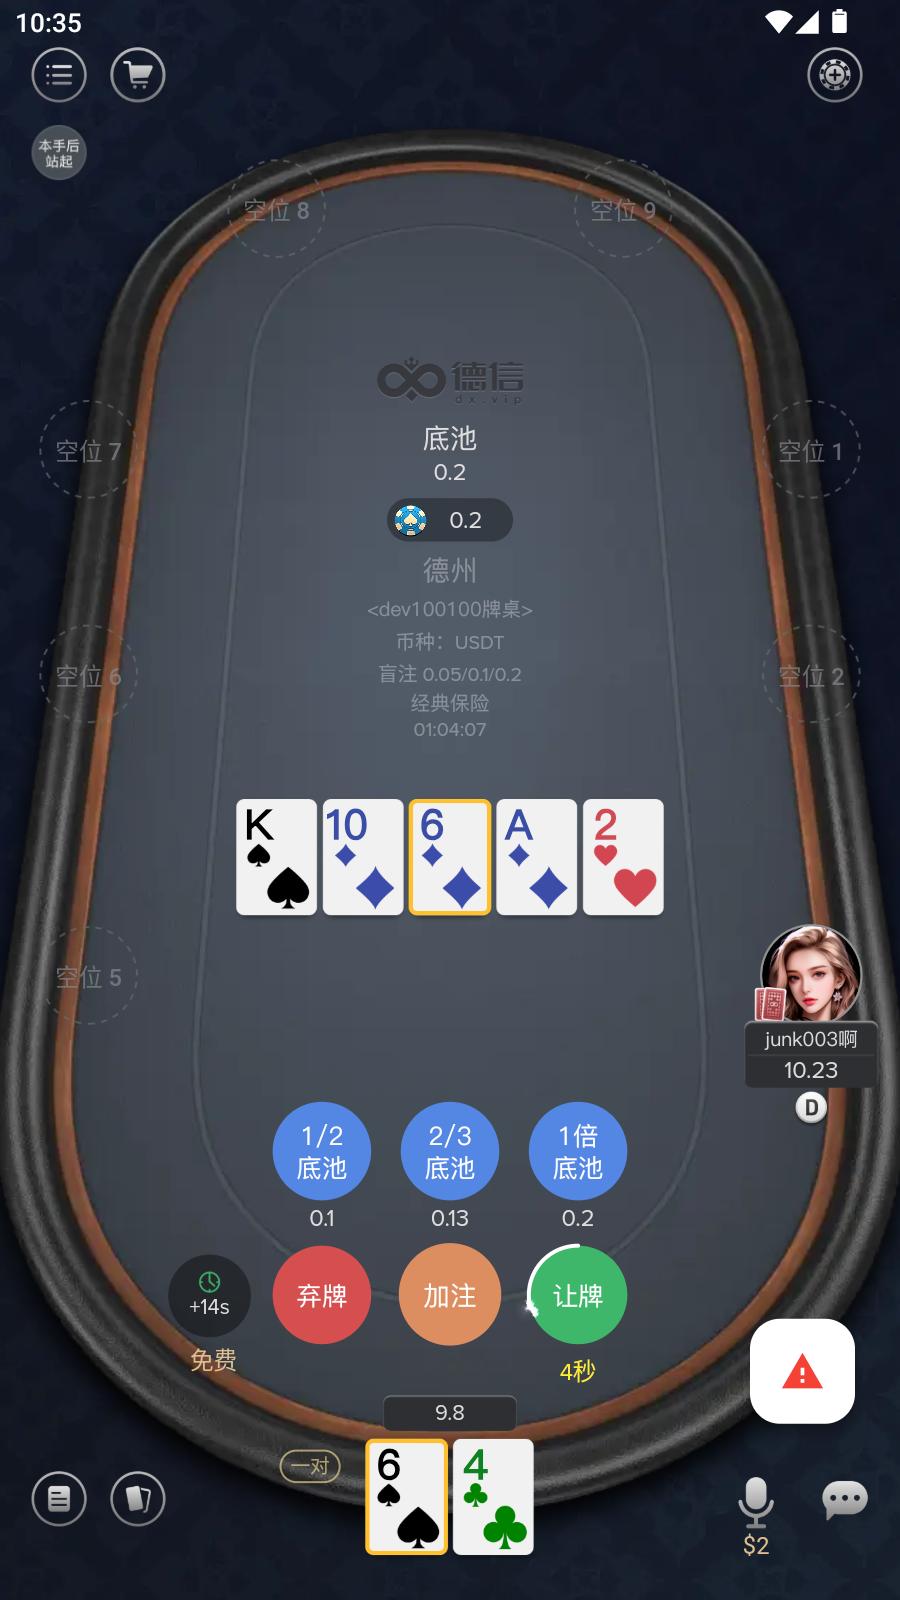 10:35
本手后
站起
空位 8
空位 9
德信
dx.vip
底池
0.2
0.2
空位 7
空位 1
德州
<dev100100牌桌>
币种：USDT
盲注 0.05/0.1/0.2
经典保险
01:04:07
空位 6
空位 2
K
10
6
A
2
空位 5
junk003啊
10.23
D
1/2
底池
2/3
底池
1倍
底池
0.1
0.13
0.2
+14s
弃牌
加注
让牌
免费
4秒
9.8
一对
6
4
$2